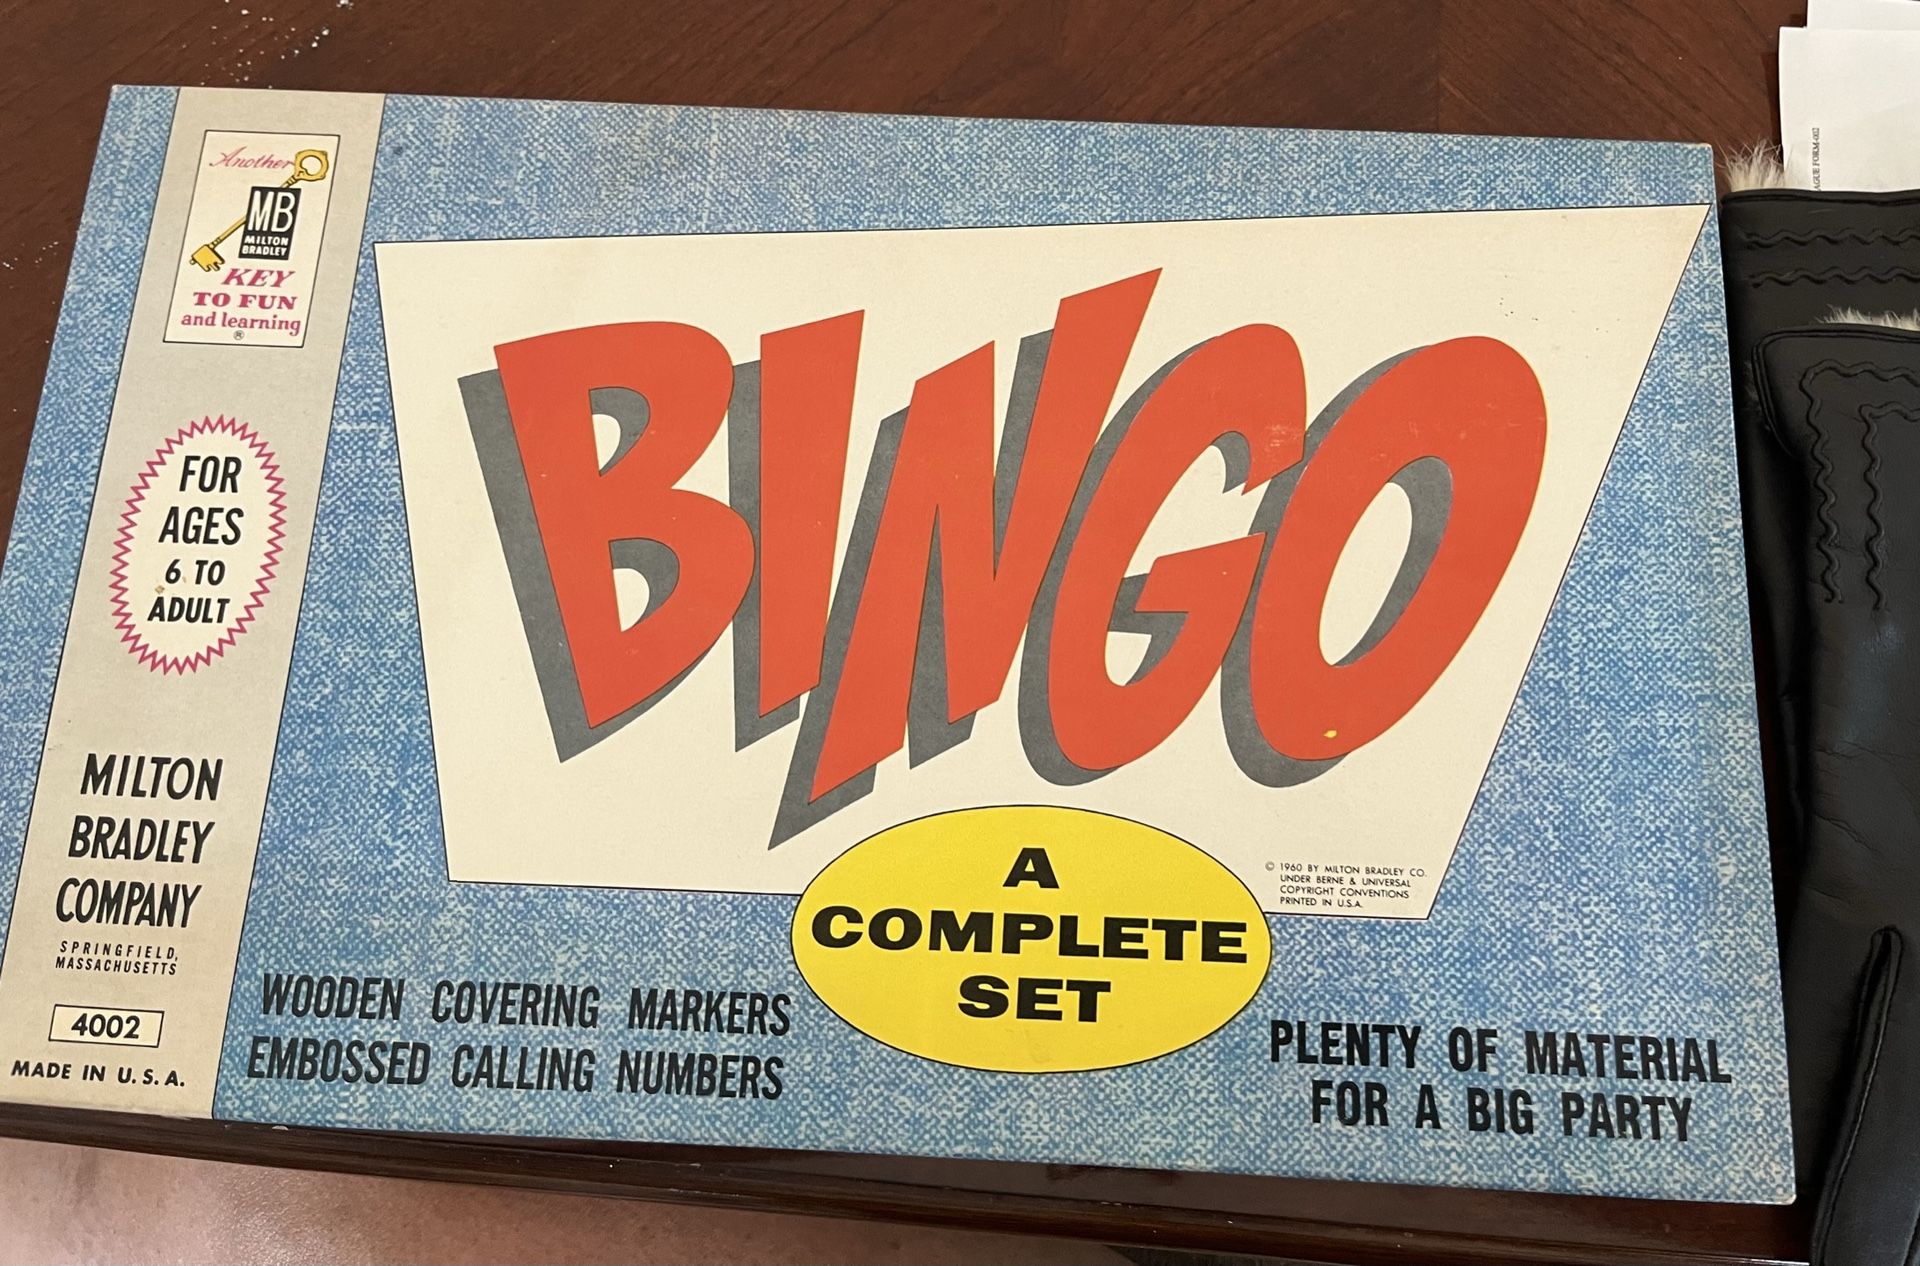 Another
MB
MILTON
BRADLEY
KEY
TO FUN
and learning
®
FOR
AGES
6 TO
ADULT
MILTON
BRADLEY
COMPANY
SPRINGFIELD,
MASSACHUSETTS
4002
MADE IN U.S.A.
BINGO
A
COMPLETE
SET
© 1960 BY MILTON BRADLEY CO.
UNDER BERNE & UNIVERSAL
COPYRIGHT CONVENTIONS
PRINTED IN U.S.A.
WOODEN COVERING MARKERS
EMBOSSED CALLING NUMBERS
PLENTY OF MATERIAL
FOR A BIG PARTY
FORM-002